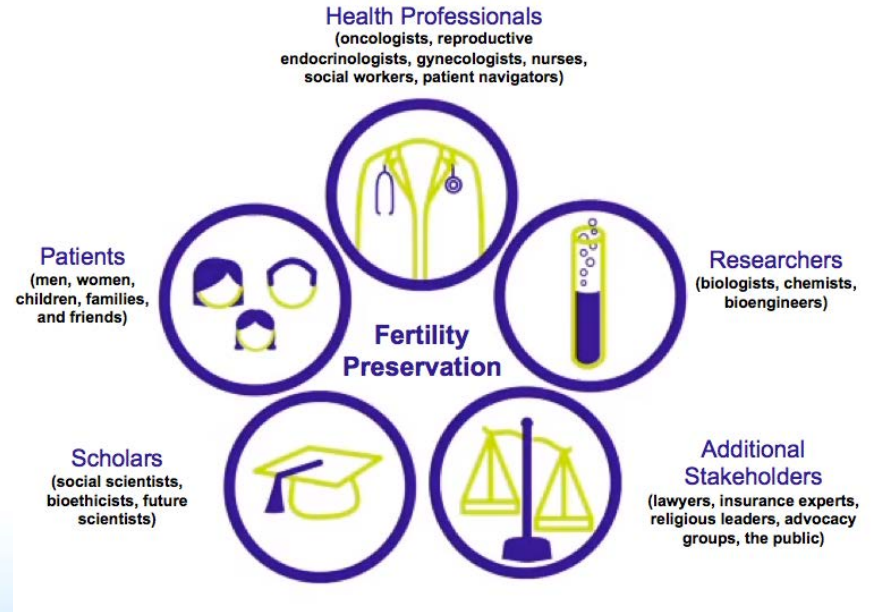 Health Professionals
(oncologists, reproductive
endocrinologists, gynecologists, nurses,
social workers, patient navigators)
Patients
(men, women,
children, families,
and friends)
Researchers
(biologists, chemists,
bioengineers)
Fertility
Preservation
Scholars
(social scientists,
bioethicists, future
scientists)
Additional
Stakeholders
(lawyers, insurance experts,
religious leaders, advocacy
groups, the public)